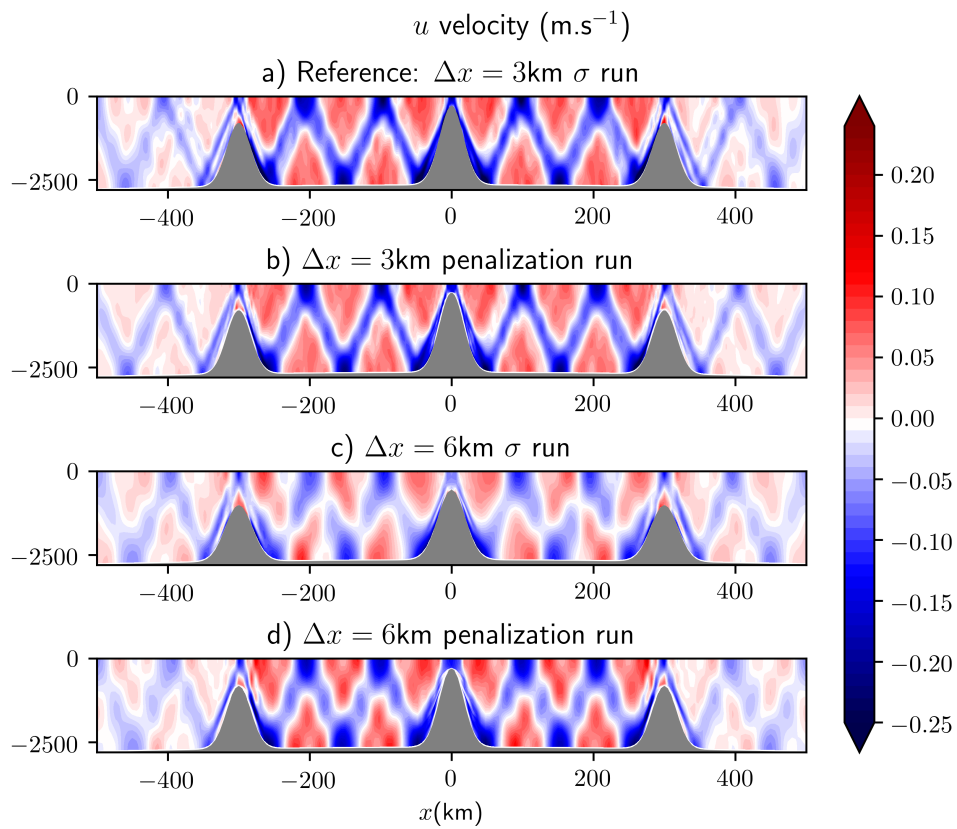 u velocity (m.s⁻¹)
a) Reference: Δx = 3km σ run
0
−2500
−400 −200 0 200 400
b) Δx = 3km penalization run
0
−2500
−400 −200 0 200 400
c) Δx = 6km σ run
0
−2500
−400 −200 0 200 400
d) Δx = 6km penalization run
0
−2500
−400 −200 0 200 400
x(km)
0.20
0.15
0.10
0.05
0.00
−0.05
−0.10
−0.15
−0.20
−0.25